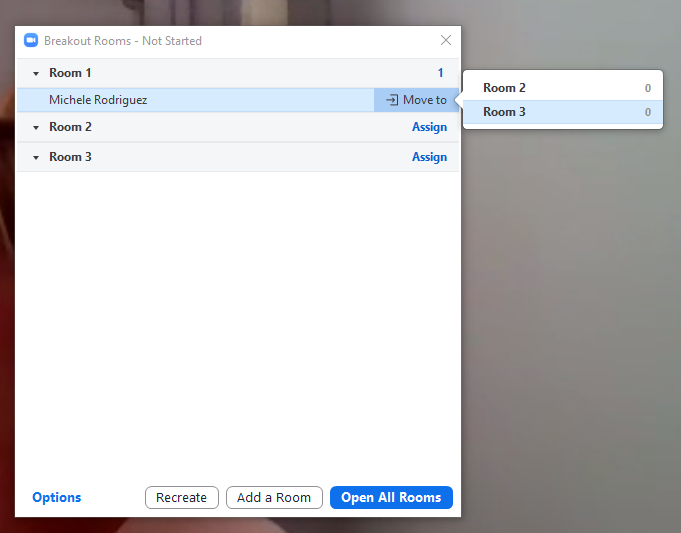 Breakout Rooms - Not Started
Room 1 1
Michele Rodriguez Move to
Room 2 0
Room 3 0
Room 2 Assign
Room 3 Assign
Options Recreate Add a Room Open All Rooms